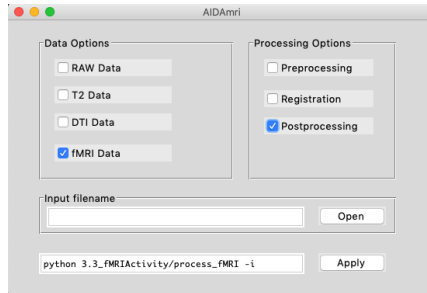 AIDAmri
Data Options
RAW Data
T2 Data
DTI Data
fMRI Data
Processing Options
Preprocessing
Registration
Postprocessing
Input filename
Open
python 3.3_fMRIActivity/process_fMRI -i
Apply